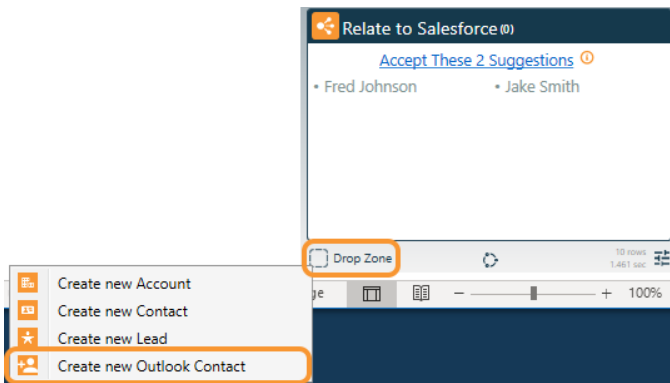 Relate to Salesforce (0)
Accept These 2 Suggestions
• Fred Johnson • Jake Smith
Drop Zone
10 rows
1.461 sec
Create new Account
Create new Contact
Create new Lead
Create new Outlook Contact
ge
− + 100%